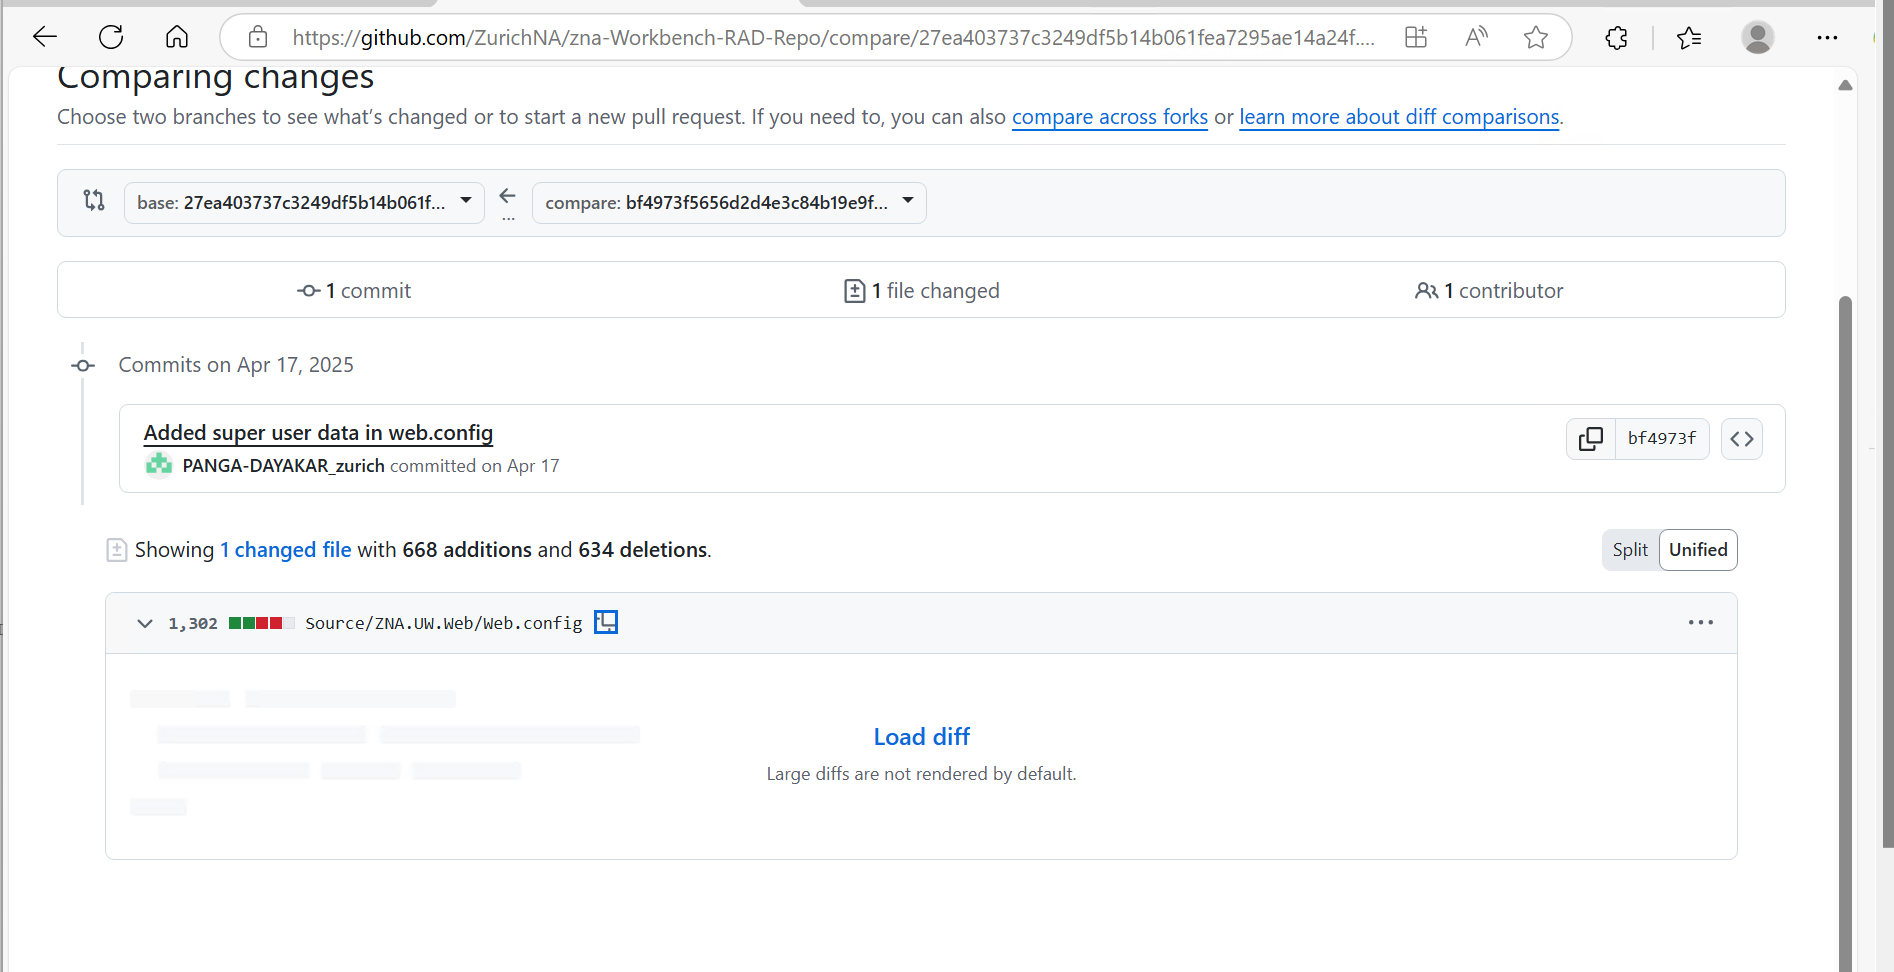 https://github.com/ZurichNA/zna-Workbench-RAD-Repo/compare/27ea403737c3249df5b14b061fea7295ae14a24f....
Comparing changes
Choose two branches to see what’s changed or to start a new pull request. If you need to, you can also compare across forks or learn more about diff comparisons.
base: 27ea403737c3249df5b14b061f... ... compare: bf4973f5656d2d4e3c84b19e9f...
1 commit 1 file changed 1 contributor
Commits on Apr 17, 2025
Added super user data in web.config
bf4973f
PANGA-DAYAKAR_zurich committed on Apr 17
Showing 1 changed file with 668 additions and 634 deletions.
Split Unified
1,302 Source/ZNA.UW.Web/Web.config
Load diff
Large diffs are not rendered by default.